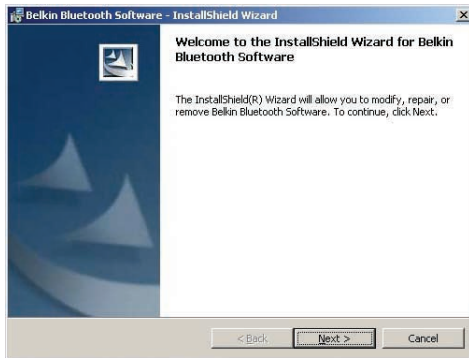 Belkin Bluetooth Software - InstallShield Wizard
Welcome to the InstallShield Wizard for Belkin
Bluetooth Software
The InstallShield(R) Wizard will allow you to modify, repair, or
remove Belkin Bluetooth Software. To continue, click Next.
< Back
Next >
Cancel